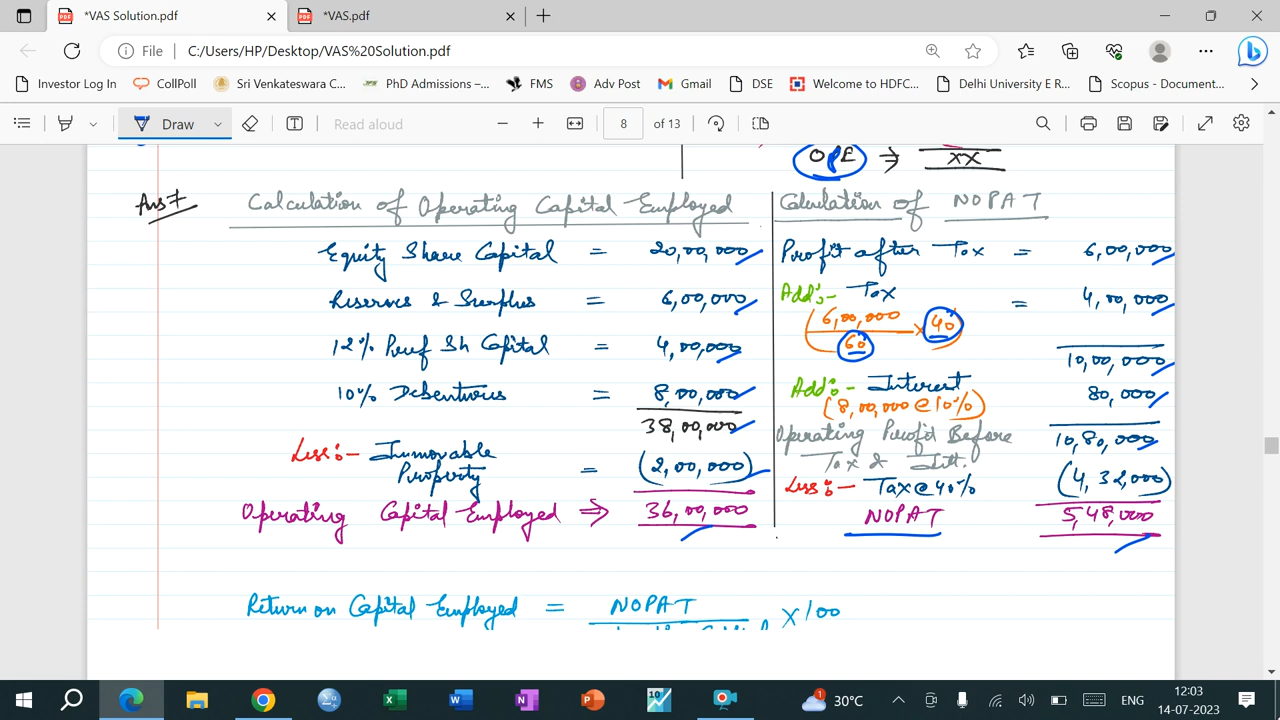 *VAS Solution.pdf
*VAS.pdf
File C:/Users/HP/Desktop/VAS%20Solution.pdf
Investor Log In CollPoll Sri Venkateswara C... PhD Admissions –... FMS Adv Post Gmail DSE Welcome to HDFC... Delhi University E R... Scopus - Document...
Draw Read aloud 8 of 13
OPE ⇒ XX
Ans 7
Calculation of Operating Capital Employed
Equity Share Capital = 20,00,000
Reserves & Surplus = 6,00,000
12% Pref Sh Capital = 4,00,000
10% Debentures = 8,00,000
38,00,000
Less:- Immovable
Property = (2,00,000)
Operating Capital Employed ⇒ 36,00,000
Calculation of NOPAT
Profit after Tax = 6,00,000
Add:- Tax = 4,00,000
(6,00,000 / 60 × 40)
10,00,000
Add:- Interest 80,000
(8,00,000 @ 10%)
Operating Profit Before 10,80,000
Tax & Intt.
Less:- Tax @ 40% (4,32,000)
NOPAT 5,48,000
Return on Capital Employed = NOPAT × 100
10
1
30°C
ENG
12:03
14-07-2023